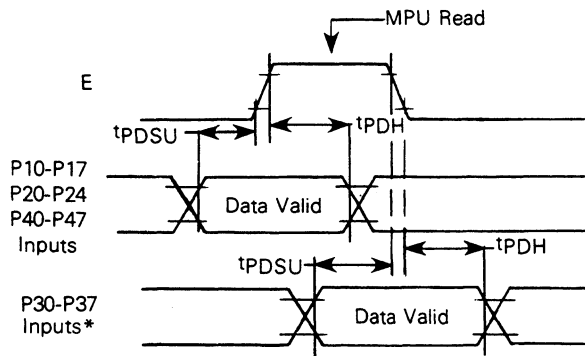 MPU Read
E
tPDSU
tPDH
P10-P17
P20-P24
P40-P47
Inputs
Data Valid
tPDSU
tPDH
P30-P37
Inputs*
Data Valid